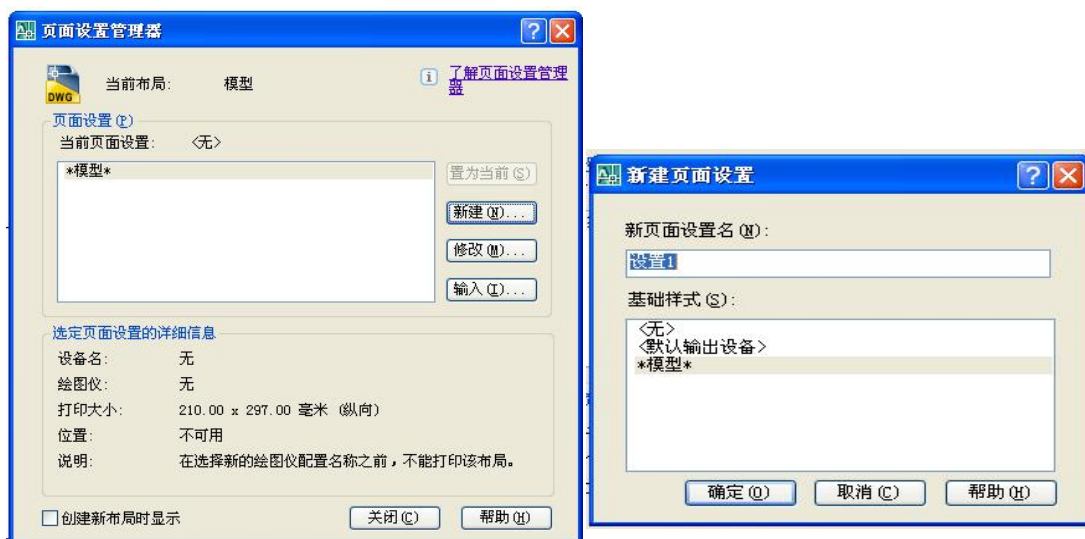 页面设置管理器
当前布局: 模型
了解页面设置管理器
DWG
页面设置(P)
当前页面设置: <无>
*模型*
置为当前(S)
新建(N)...
修改(M)...
输入(I)...
选定页面设置的详细信息
设备名: 无
绘图仪: 无
打印大小: 210.00 x 297.00 毫米 (纵向)
位置: 不可用
说明: 在选择新的绘图仪配置名称之前,不能打印该布局。
创建新布局时显示
关闭(C)
帮助(H)
新建页面设置
新页面设置名(N):
设置1
基础样式(S):
<无>
<默认输出设备>
*模型*
确定(O)
取消(C)
帮助(H)